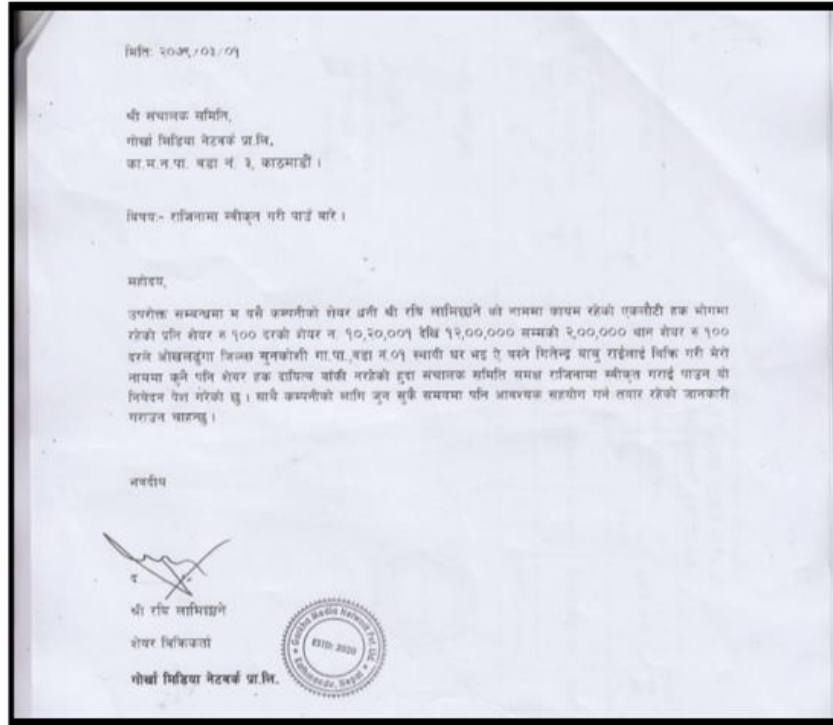 मिति: २०७९/०३/०१
श्री संचालक समिति,
गोर्खा मिडिया नेटवर्क प्रा.लि,
का.म.न.पा. वडा नं. ३, काठमाडौं ।
विषय:- राजिनामा स्वीकृत गरी पाउँ बारे ।
महोदय,
उपरोक्त सम्बन्धमा म यसै कम्पनीको शेयर धनी श्री रवि लामिछाने को नाममा कायम रहेको एकलौटी हक भोगमा
रहेको प्रति शेयर रु १०० दरको शेयर न. १०,२०,००१ देखि १२,००,००० सम्मको २,००,००० थान शेयर रु १००
दरले ओखलढुंगा जिल्ला सुनकोशी गा.पा.,वडा नं.०१ स्थायी घर भइ ऐ बस्ने गितेन्द्र बाबु राईलाई बिक्रि गरी मेरो
नाममा कुनै पनि शेयर हक दायित्व बाँकी नरहेको हुदा संचालक समिति समक्ष राजिनामा स्वीकृत गराई पाउन यो
निवेदन पेश गरेको छु । साथै कम्पनीको लागि जुन सुकै समयमा पनि आवश्यक सहयोग गर्न तयार रहेको जानकारी
गराउन चाहन्छु ।
भवदीय
द
श्री रवि लामिछाने
शेयर बिक्रिकर्ता
गोर्खा मिडिया नेटवर्क प्रा.लि.
Gorkha Media Network Pvt. Ltd.
ESTD: 2020
Kathmandu, Nepal